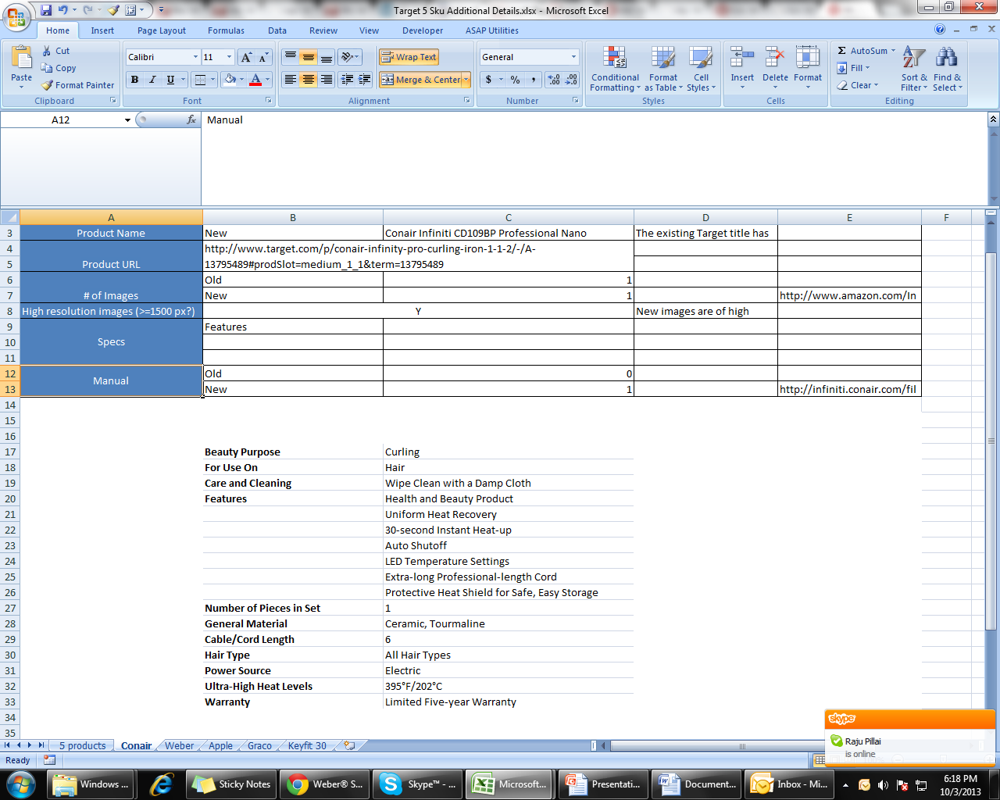 Target 5 Sku Additional Details.xlsx - Microsoft Excel
Home Insert Page Layout Formulas Data Review View Developer ASAP Utilities
Paste Cut Copy Format Painter Clipboard
Calibri 11 A A B I U A Font
Wrap Text Merge & Center Alignment
General $ % , .00 Number
Conditional Formatting Format as Table Cell Styles Styles
Insert Delete Format Cells
Σ AutoSum Fill Clear Sort & Filter Find & Select Editing
A12 fx Manual
A B C D E F
3 Product Name New Conair Infiniti CD109BP Professional Nano The existing Target title has
4 http://www.target.com/p/conair-infinity-pro-curling-iron-1-1-2/-/A-
5 Product URL 13795489#prodSlot=medium_1_1&term=13795489
6 Old 1
7 # of Images New 1 http://www.amazon.com/In
8 High resolution images (>=1500 px?) Y New images are of high
9 Features
10 Specs
11
12 Manual Old 0
13 New 1 http://infiniti.conair.com/fil
14
15
16
17 Beauty Purpose Curling
18 For Use On Hair
19 Care and Cleaning Wipe Clean with a Damp Cloth
20 Features Health and Beauty Product
21 Uniform Heat Recovery
22 30-second Instant Heat-up
23 Auto Shutoff
24 LED Temperature Settings
25 Extra-long Professional-length Cord
26 Protective Heat Shield for Safe, Easy Storage
27 Number of Pieces in Set 1
28 General Material Ceramic, Tourmaline
29 Cable/Cord Length 6
30 Hair Type All Hair Types
31 Power Source Electric
32 Ultra-High Heat Levels 395°F/202°C
33 Warranty Limited Five-year Warranty
34
35
skype
Raju Pillai
is online
5 products Conair Weber Apple Graco Keyfit 30
Ready
Windows ... Sticky Notes Weber® S... Skype™ - ... Microsoft... Presentati... Document... Inbox - Mi...
6:18 PM
10/3/2013